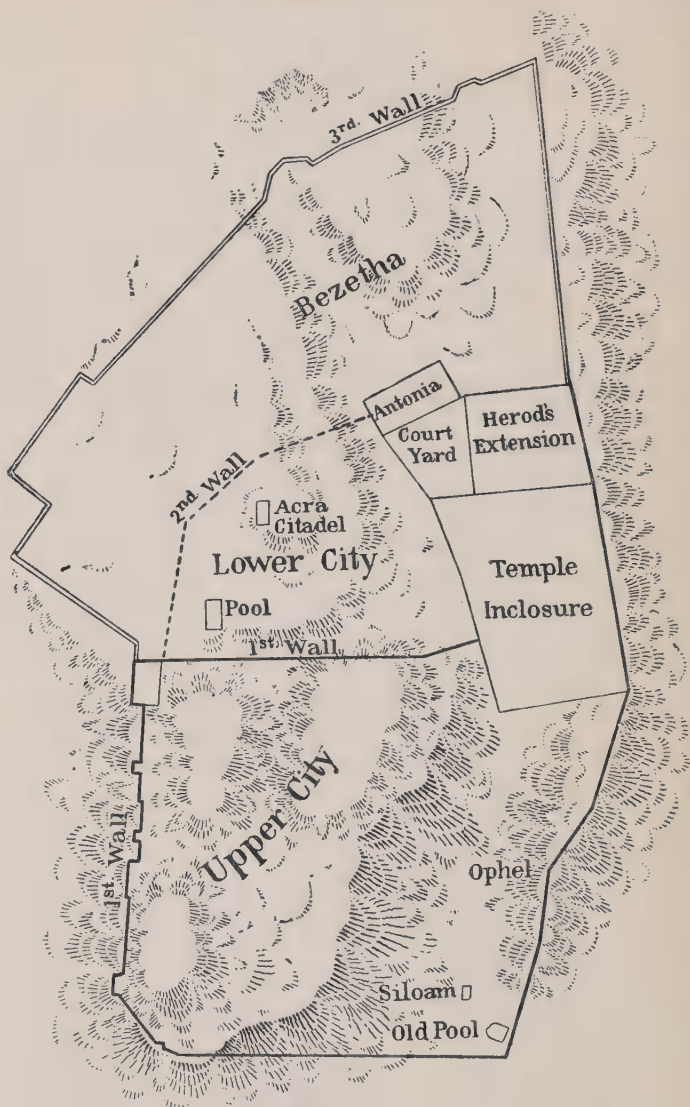 3rd. Wall
Bezetha
Antonia
Court
Yard
Herod's
Extension
2nd Wall
Acra
Citadel
Lower City
Temple
Inclosure
Pool
1st Wall
Upper City
1st Wall
Ophel
Siloam
Old Pool